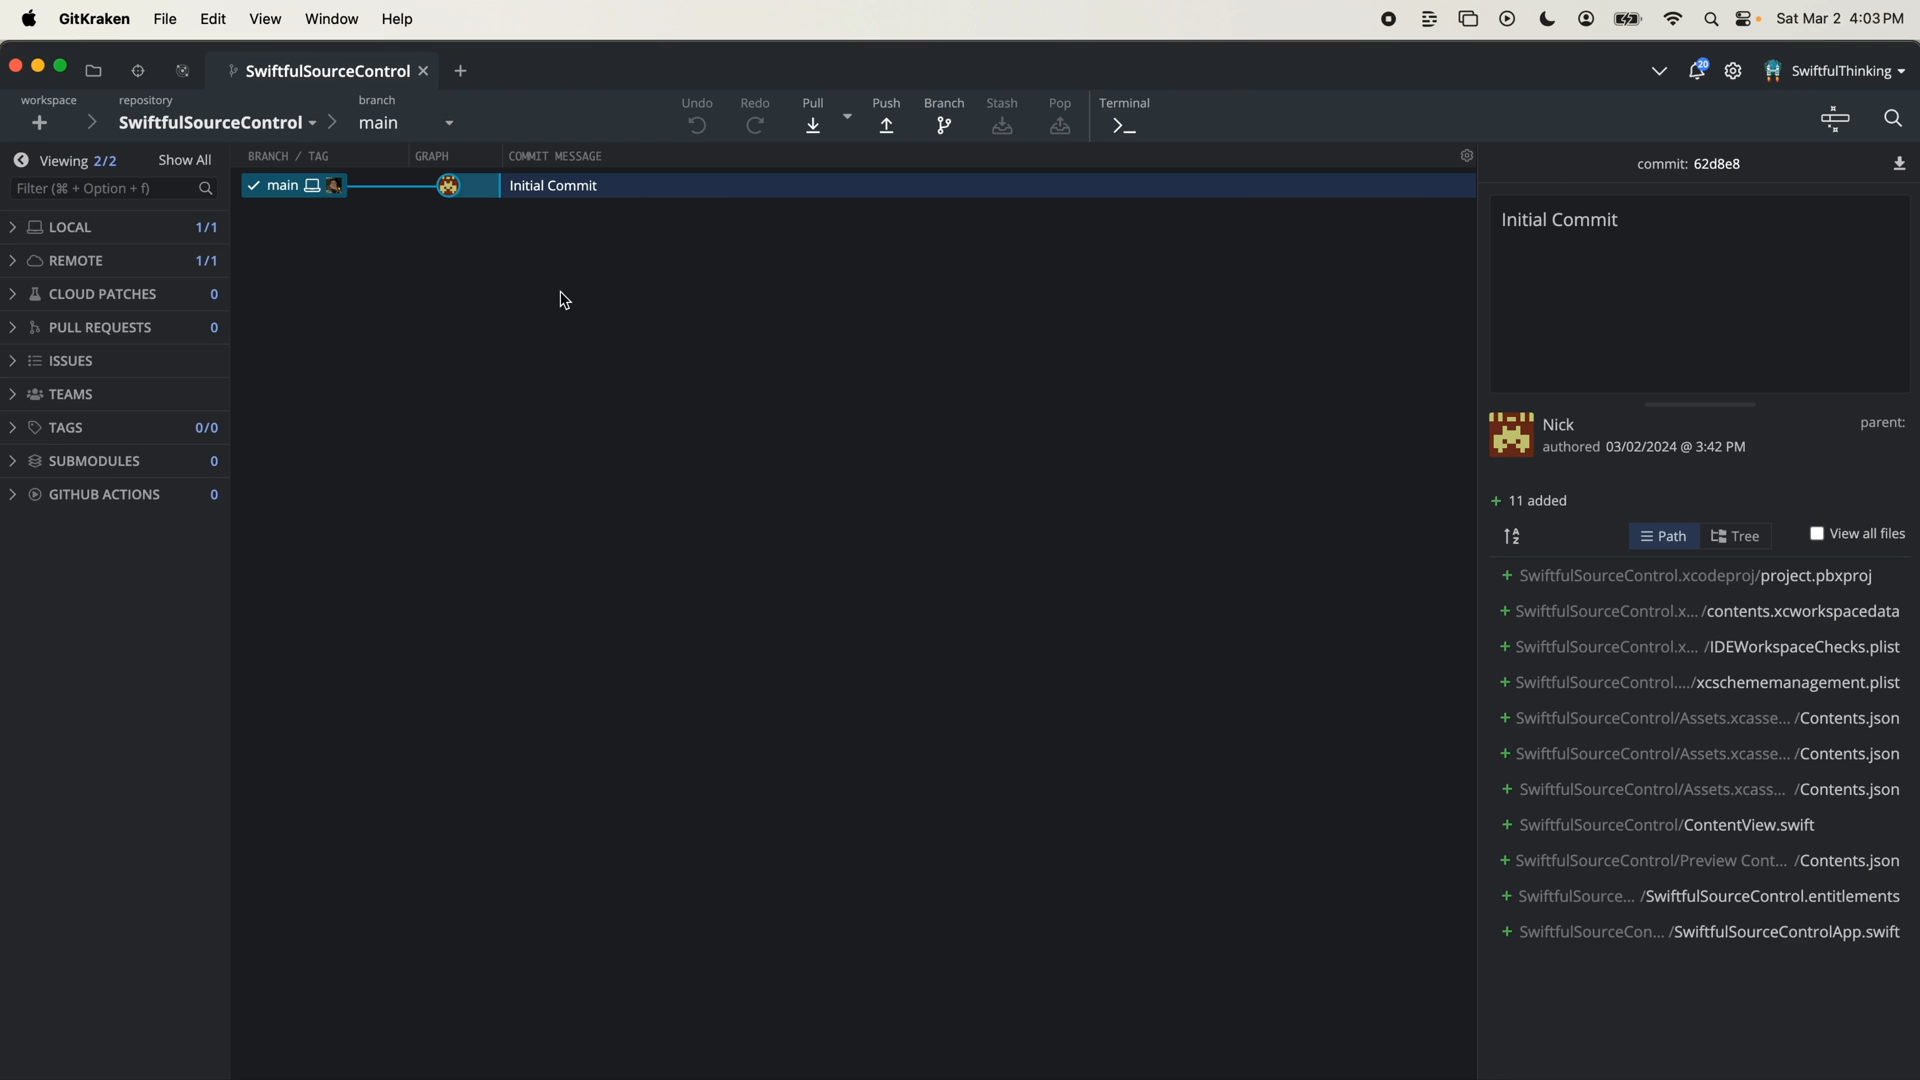 GitKraken File Edit View Window Help Sat Mar 2 4:03 PM
SwiftfulSourceControl 20 SwiftfulThinking
workspace repository branch Undo Redo Pull Push Branch Stash Pop Terminal
SwiftfulSourceControl main
Viewing 2/2 Show All BRANCH / TAG GRAPH COMMIT MESSAGE commit: 62d8e8
Filter (⌘ + Option + f) main Initial Commit
Initial Commit
LOCAL 1/1
REMOTE 1/1
CLOUD PATCHES 0
PULL REQUESTS 0
ISSUES
TEAMS
TAGS 0/0
SUBMODULES 0
GITHUB ACTIONS 0
Nick parent:
authored 03/02/2024 @ 3:42 PM
+ 11 added
Path Tree View all files
+ SwiftfulSourceControl.xcodeproj/project.pbxproj
+ SwiftfulSourceControl.x... /contents.xcworkspacedata
+ SwiftfulSourceControl.x... /IDEWorkspaceChecks.plist
+ SwiftfulSourceControl..../xcschememanagement.plist
+ SwiftfulSourceControl/Assets.xcasse... /Contents.json
+ SwiftfulSourceControl/Assets.xcasse... /Contents.json
+ SwiftfulSourceControl/Assets.xcass... /Contents.json
+ SwiftfulSourceControl/ContentView.swift
+ SwiftfulSourceControl/Preview Cont... /Contents.json
+ SwiftfulSource... /SwiftfulSourceControl.entitlements
+ SwiftfulSourceCon... /SwiftfulSourceControlApp.swift